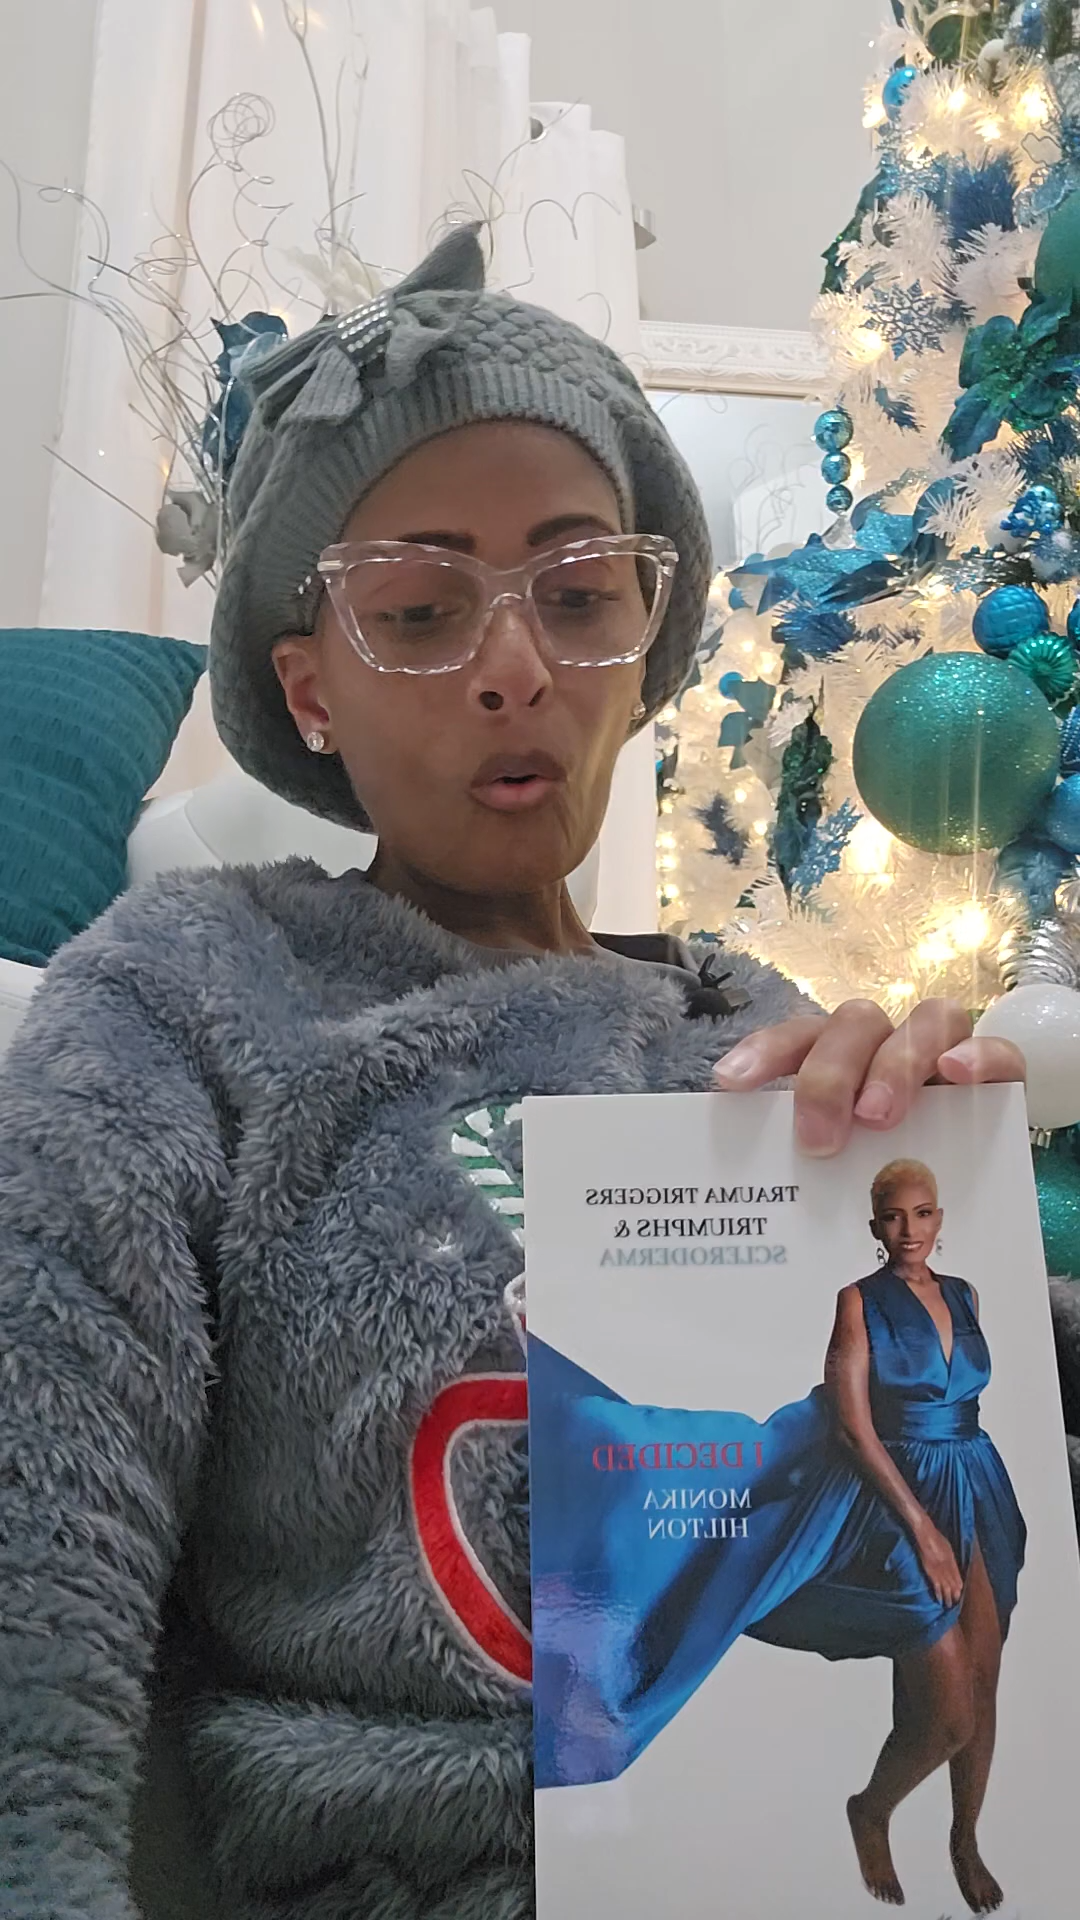 TRAUMA TRIGGERS
TRIUMPHS &
SCLERODERMA
I DECIDED
MONIKA
HILTON